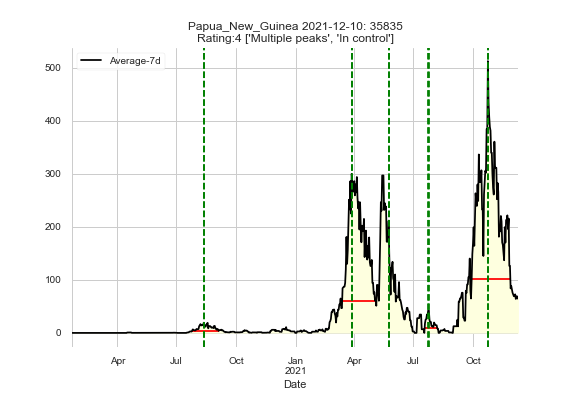 Papua_New_Guinea 2021-12-10: 35835
Rating:4 ['Multiple peaks', 'In control']
Average-7d
500
400
300
200
100
0
Apr
Jul
Oct
Jan
2021
Apr
Jul
Oct
Date